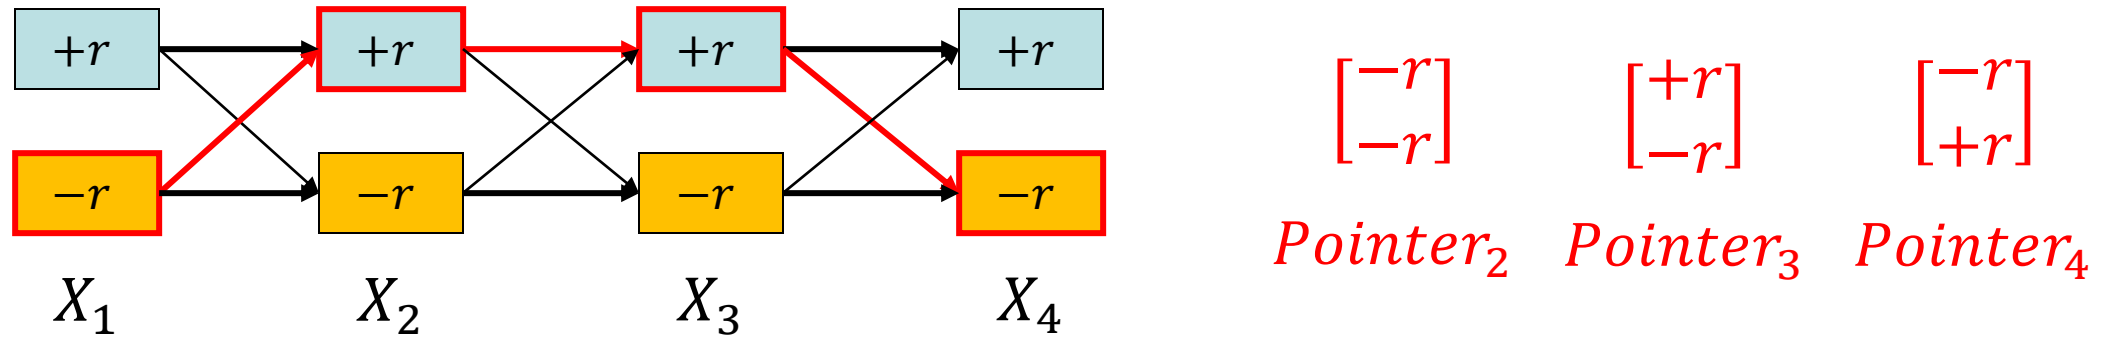 +r +r +r +r
−r −r −r −r
X₁ X₂ X₃ X₄
[−r −r] [+r −r] [−r +r]
Pointer₂ Pointer₃ Pointer₄